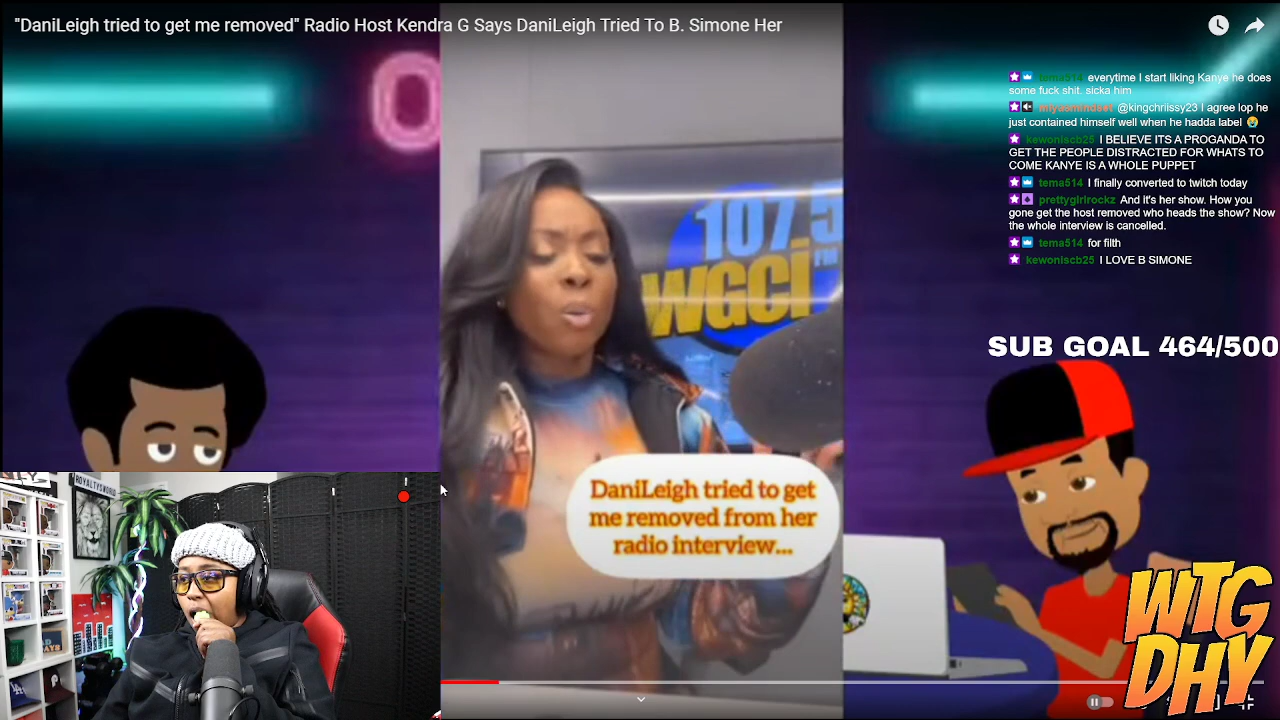 "DaniLeigh tried to get me removed" Radio Host Kendra G Says DaniLeigh Tried To B. Simone Her
tema514 everytime I start liking Kanye he does
some fuck shit. sicka him
@kingchriissy23 I agree lop he
just contained himself well when he hadda label
kewoniscb25 I BELIEVE ITS A PROGANDA TO
GET THE PEOPLE DISTRACTED FOR WHATS TO
COME KANYE IS A WHOLE PUPPET
tema514 I finally converted to twitch today
prettygirlrockz And it's her show. How you
gone get the host removed who heads the show? Now
the whole interview is cancelled.
tema514 for filth
kewoniscb25 I LOVE B SIMONE
107.5
FM
WGCi
SUB GOAL 464/500
DaniLeigh tried to get
me removed from her
radio interview...
ROYALTYSWORLD
WTG
DHY